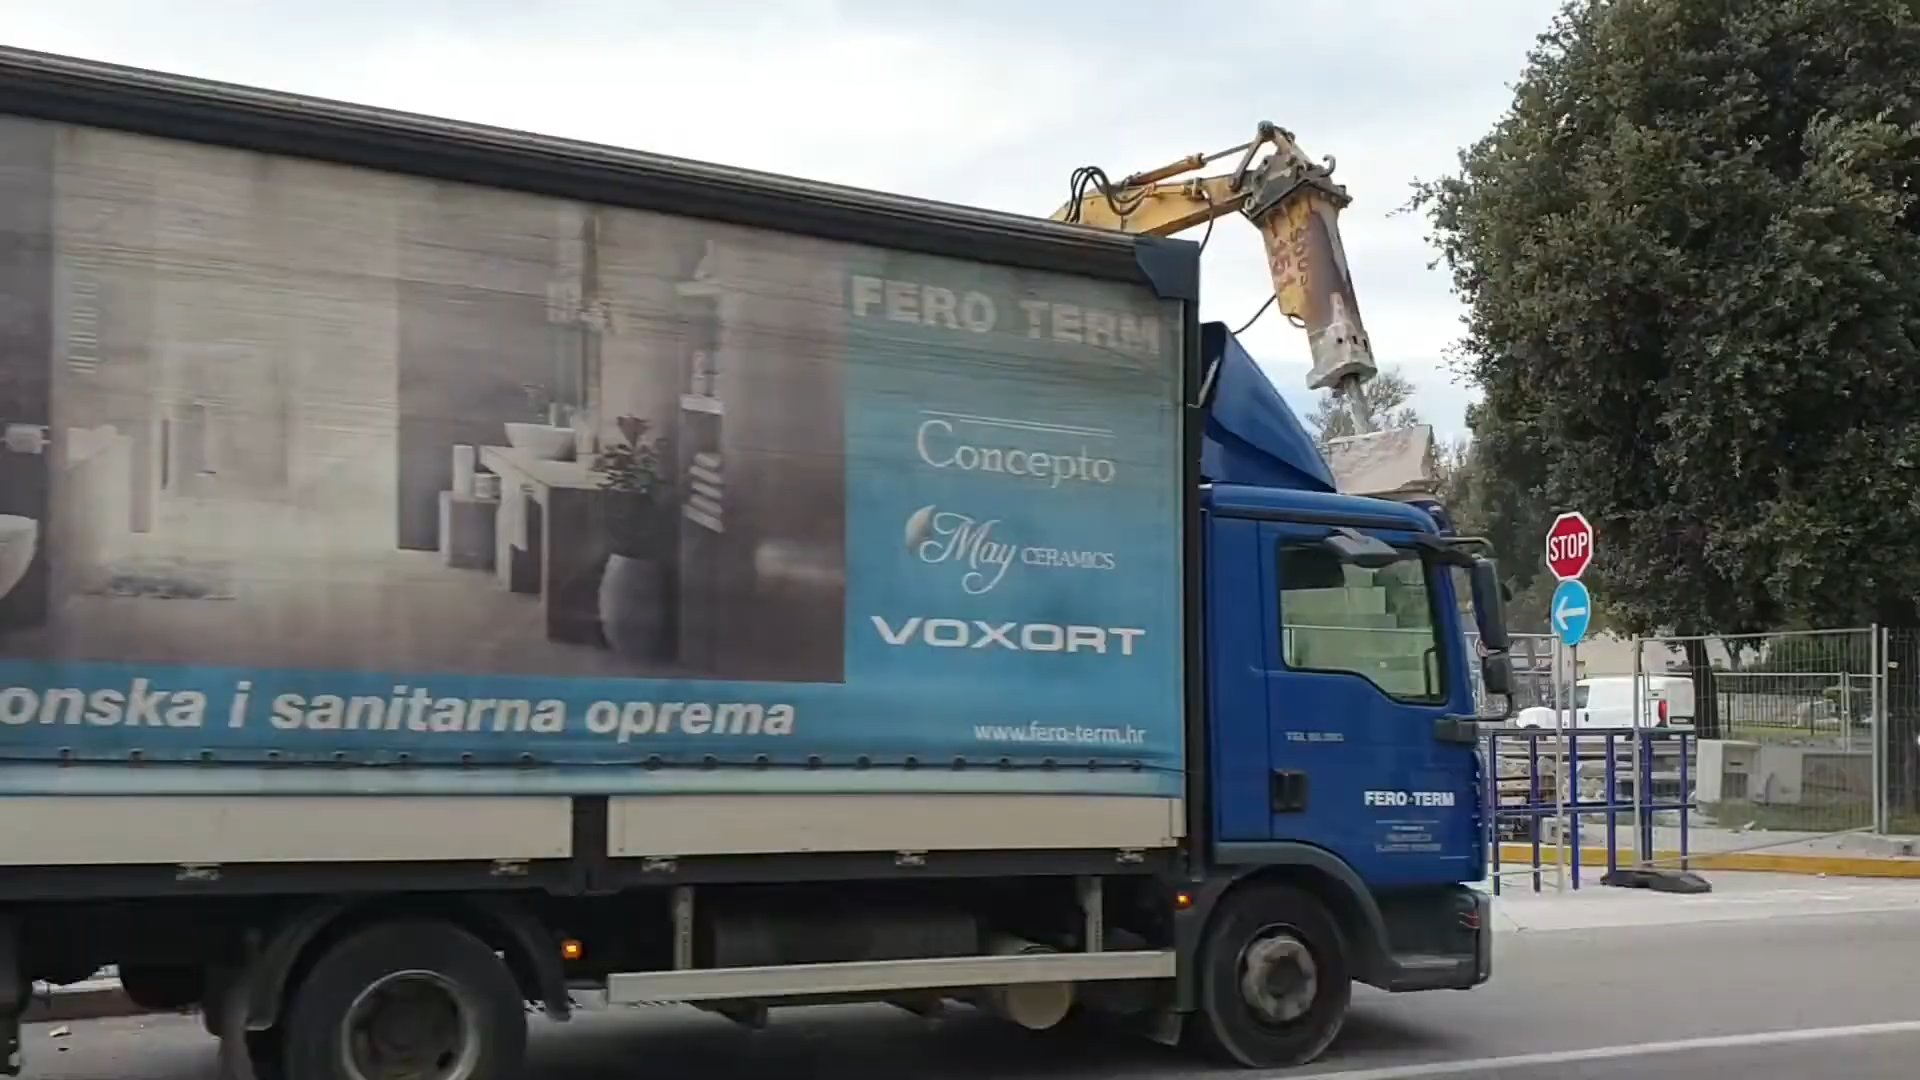 FERO TERM
Concepto
May CERAMICS
VOXORT
onska i sanitarna oprema
www.fero-term.hr
STOP
FERO-TERM